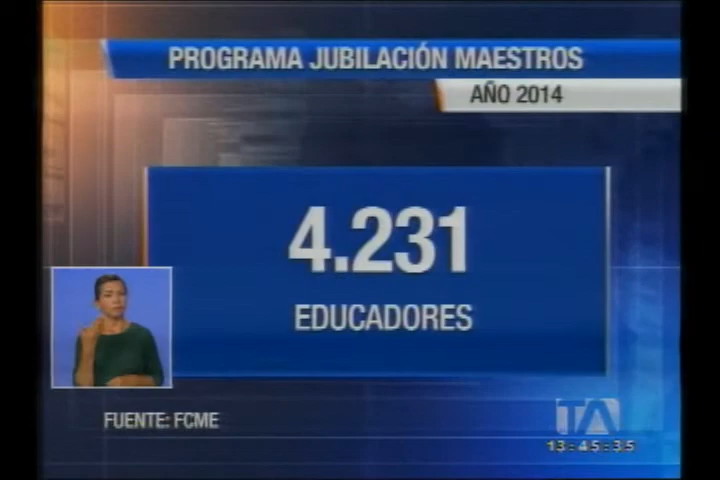 PROGRAMA JUBILACIÓN MAESTROS
AÑO 2014
4.231
EDUCADORES
FUENTE: FCME
TA
13:45:35